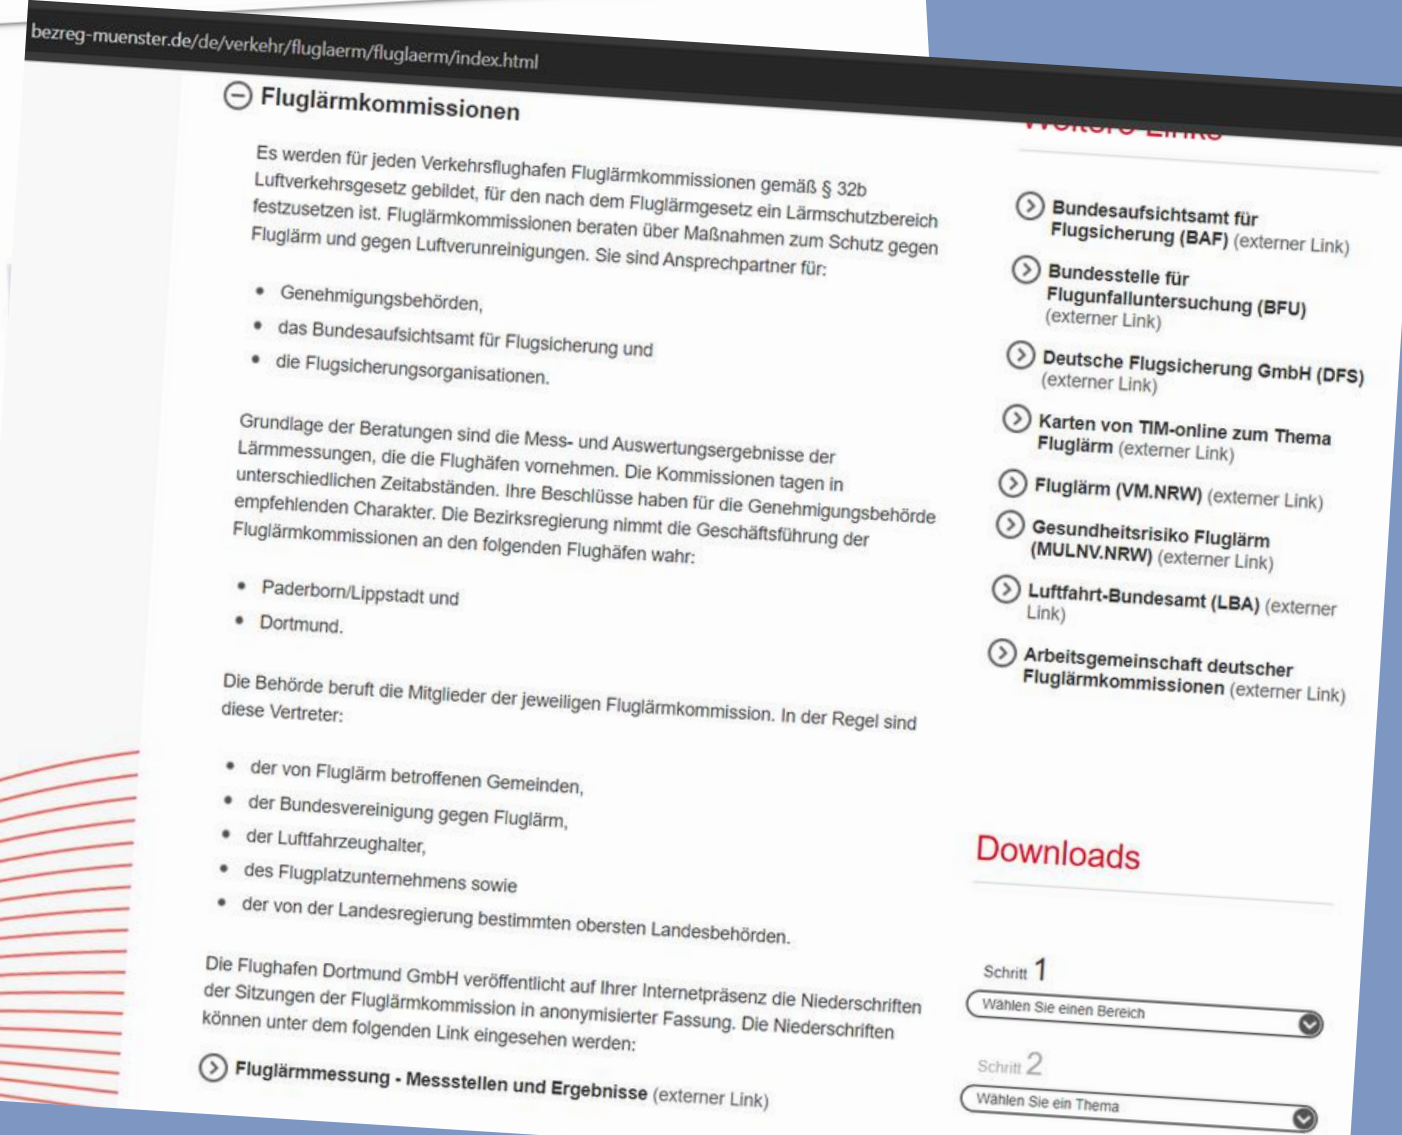 bezreg-muenster.de/de/verkehr/fluglaerm/fluglaerm/index.html
Fluglärmkommissionen
Es werden für jeden Verkehrsflughafen Fluglärmkommissionen gemäß § 32b
Luftverkehrsgesetz gebildet, für den nach dem Fluglärmgesetz ein Lärmschutzbereich
festzusetzen ist. Fluglärmkommissionen beraten über Maßnahmen zum Schutz gegen
Fluglärm und gegen Luftverunreinigungen. Sie sind Ansprechpartner für:
Genehmigungsbehörden,
das Bundesaufsichtsamt für Flugsicherung und
die Flugsicherungsorganisationen.
Grundlage der Beratungen sind die Mess- und Auswertungsergebnisse der
Lärmmessungen, die die Flughäfen vornehmen. Die Kommissionen tagen in
unterschiedlichen Zeitabständen. Ihre Beschlüsse haben für die Genehmigungsbehörde
empfehlenden Charakter. Die Bezirksregierung nimmt die Geschäftsführung der
Fluglärmkommissionen an den folgenden Flughäfen wahr:
Paderborn/Lippstadt und
Dortmund.
Die Behörde beruft die Mitglieder der jeweiligen Fluglärmkommission. In der Regel sind
diese Vertreter:
der von Fluglärm betroffenen Gemeinden,
der Bundesvereinigung gegen Fluglärm,
der Luftfahrzeughalter,
des Flugplatzunternehmens sowie
der von der Landesregierung bestimmten obersten Landesbehörden.
Die Flughafen Dortmund GmbH veröffentlicht auf Ihrer Internetpräsenz die Niederschriften
der Sitzungen der Fluglärmkommission in anonymisierter Fassung. Die Niederschriften
können unter dem folgenden Link eingesehen werden:
Fluglärmmessung - Messstellen und Ergebnisse (externer Link)
Weitere Links
Bundesaufsichtsamt für
Flugsicherung (BAF) (externer Link)
Bundesstelle für
Flugunfalluntersuchung (BFU)
(externer Link)
Deutsche Flugsicherung GmbH (DFS)
(externer Link)
Karten von TIM-online zum Thema
Fluglärm (externer Link)
Fluglärm (VM.NRW) (externer Link)
Gesundheitsrisiko Fluglärm
(MULNV.NRW) (externer Link)
Luftfahrt-Bundesamt (LBA) (externer
Link)
Arbeitsgemeinschaft deutscher
Fluglärmkommissionen (externer Link)
Downloads
Schritt 1
Wählen Sie einen Bereich
Schritt 2
Wählen Sie ein Thema